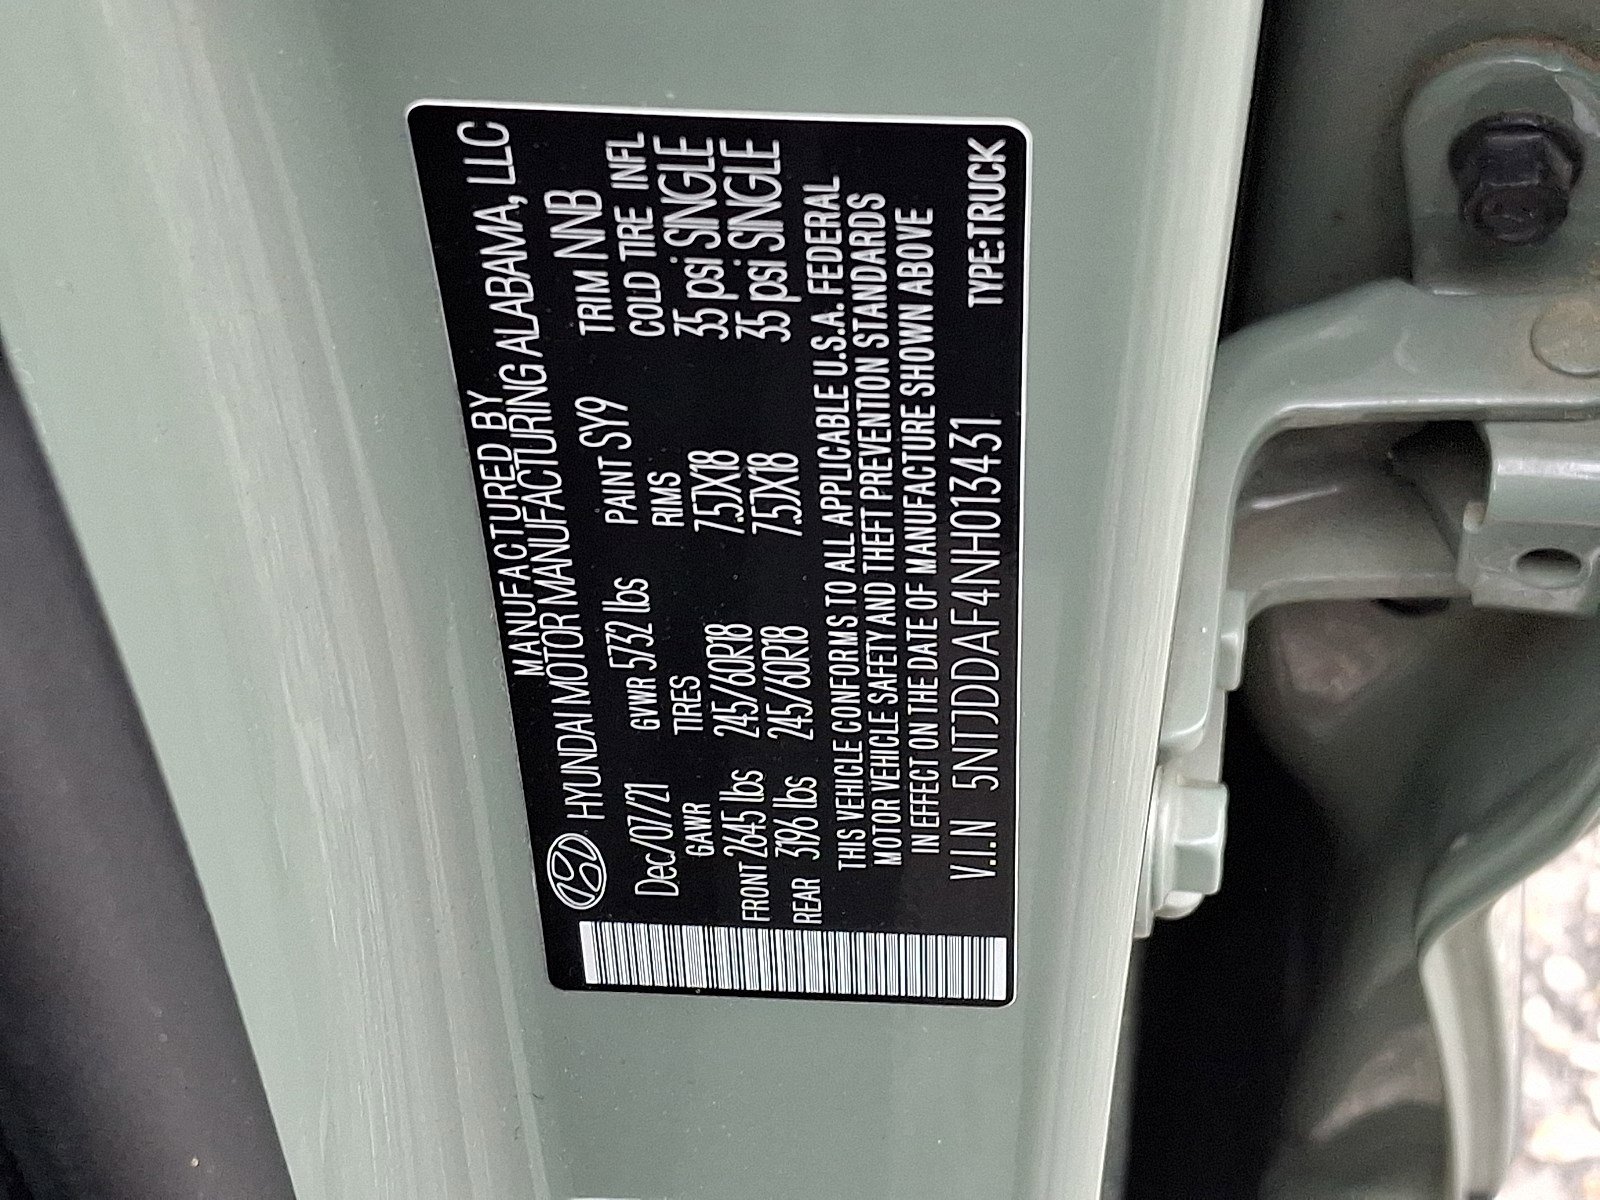 MANUFACTURED BY
HYUNDAI MOTOR MANUFACTURING ALABAMA, LLC
Dec/07/21 GVWR 5732 lbs PAINT SY9 TRIM NNB
GAWR TIRES RIMS COLD TIRE INFL
FRONT 2645 lbs 245/60R18 7.5JX18 35 psi SINGLE
REAR 3196 lbs 245/60R18 7.5JX18 35 psi SINGLE
THIS VEHICLE CONFORMS TO ALL APPLICABLE U.S.A. FEDERAL
MOTOR VEHICLE SAFETY AND THEFT PREVENTION STANDARDS
IN EFFECT ON THE DATE OF MANUFACTURE SHOWN ABOVE
V.I.N 5NTJDDAF4NH013431 TYPE:TRUCK